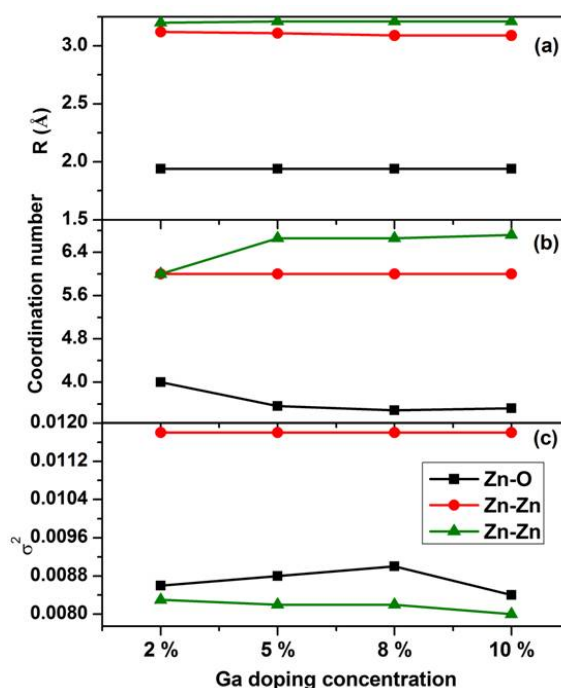 (a)
R (Å)
3.0
2.5
2.0
1.5
(b)
Coordination number
6.4
5.6
4.8
4.0
(c)
σ²
0.0120
0.0112
0.0104
0.0096
0.0088
0.0080
Zn-O
Zn-Zn
Zn-Zn
2 % 5 % 8 % 10 %
Ga doping concentration